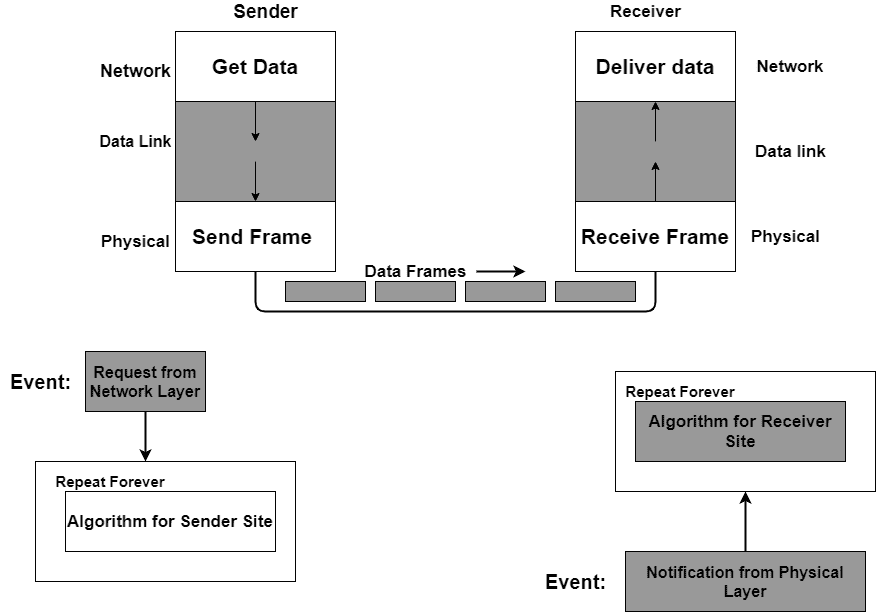 Sender
Receiver
Network
Get Data
Deliver data
Network
Data Link
Data link
Physical
Send Frame
Receive Frame
Physical
Data Frames
Event:
Request from
Network Layer
Repeat Forever
Algorithm for Sender Site
Repeat Forever
Algorithm for Receiver
Site
Event:
Notification from Physical
Layer